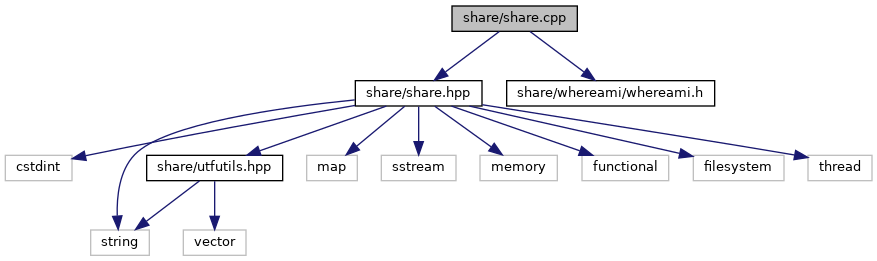 share/share.cpp
share/share.hpp
share/whereami/whereami.h
cstdint
share/utfutils.hpp
map
sstream
memory
functional
filesystem
thread
string
vector